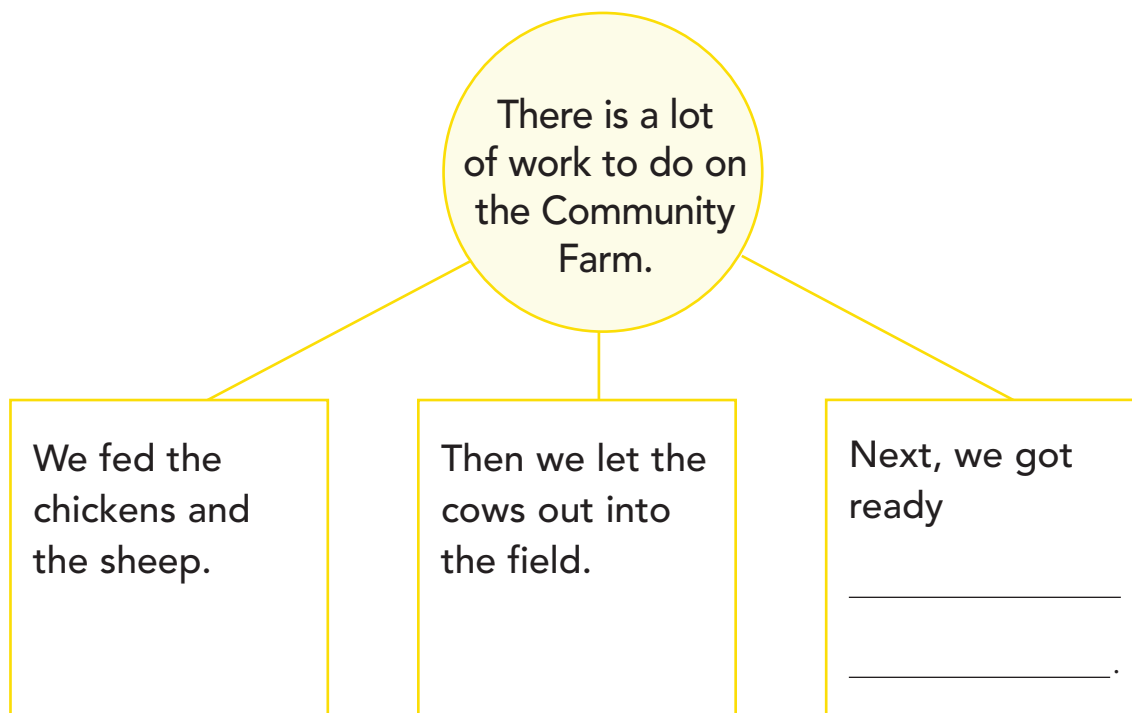 There is a lot
of work to do on
the Community
Farm.
We fed the
chickens and
the sheep.
Then we let the
cows out into
the field.
Next, we got
ready
.